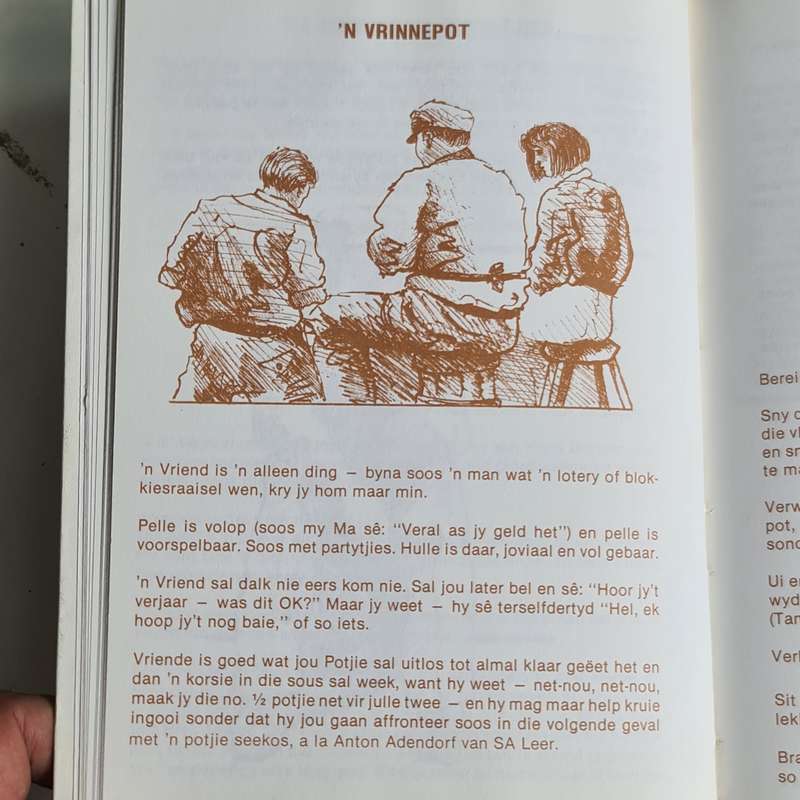 'N VRINNEPOT
'n Vriend is 'n alleen ding – byna soos 'n man wat 'n lotery of blok-
kiesraaisel wen, kry jy hom maar min.
Pelle is volop (soos my Ma sê: "Veral as jy geld het") en pelle is
voorspelbaar. Soos met partytjies. Hulle is daar, joviaal en vol gebaar.
'n Vriend sal dalk nie eers kom nie. Sal jou later bel en sê: "Hoor jy't
verjaar – was dit OK?" Maar jy weet – hy sê terselfdertyd "Hel, ek
hoop jy't nog baie," of so iets.
Vriende is goed wat jou Potjie sal uitlos tot almal klaar geëet het en
dan 'n korsie in die sous sal week, want hy weet – net-nou, net-nou,
maak jy die no. ½ potjie net vir julle twee – en hy mag maar help kruie
ingooi sonder dat hy jou gaan affronteer soos in die volgende geval
met 'n potjie seekos, a la Anton Adendorf van SA Leer.
Sny
die
en
te
pot,
Ui
Sit